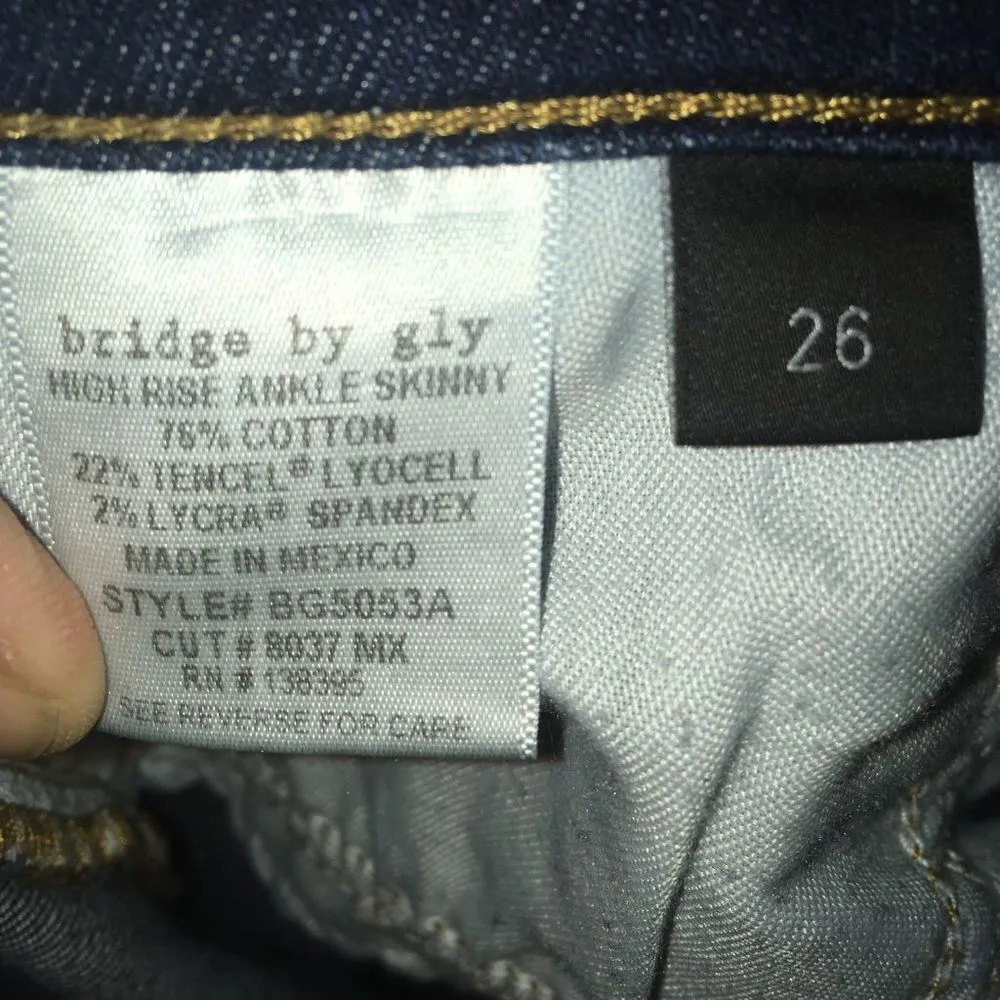 bridge by gly
HIGH RISE ANKLE SKINNY
76% COTTON
22% TENCEL® LYOCELL
2% LYCRA® SPANDEX
MADE IN MEXICO
STYLE# BG5053A
CUT # 8037 MX
RN # 138395
SEE REVERSE FOR CARE
26